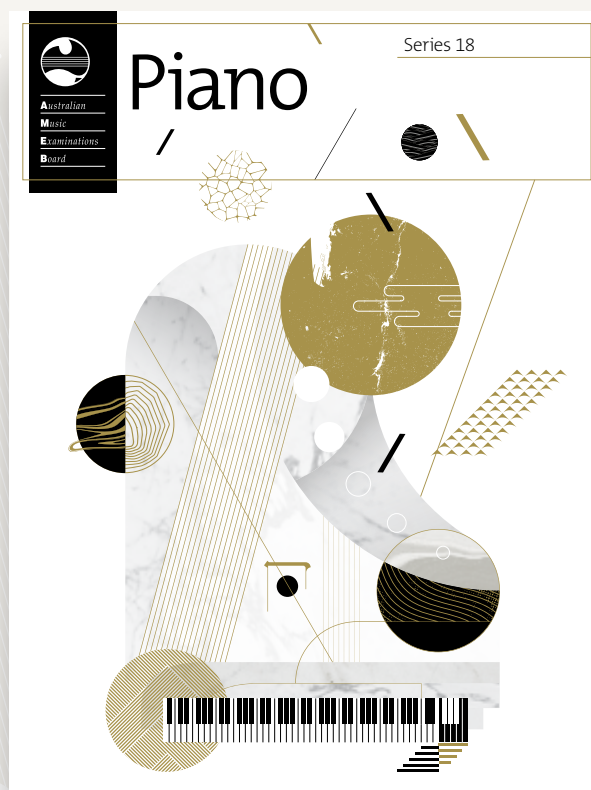 Series 18
Piano
Australian
Music
Examinations
Board